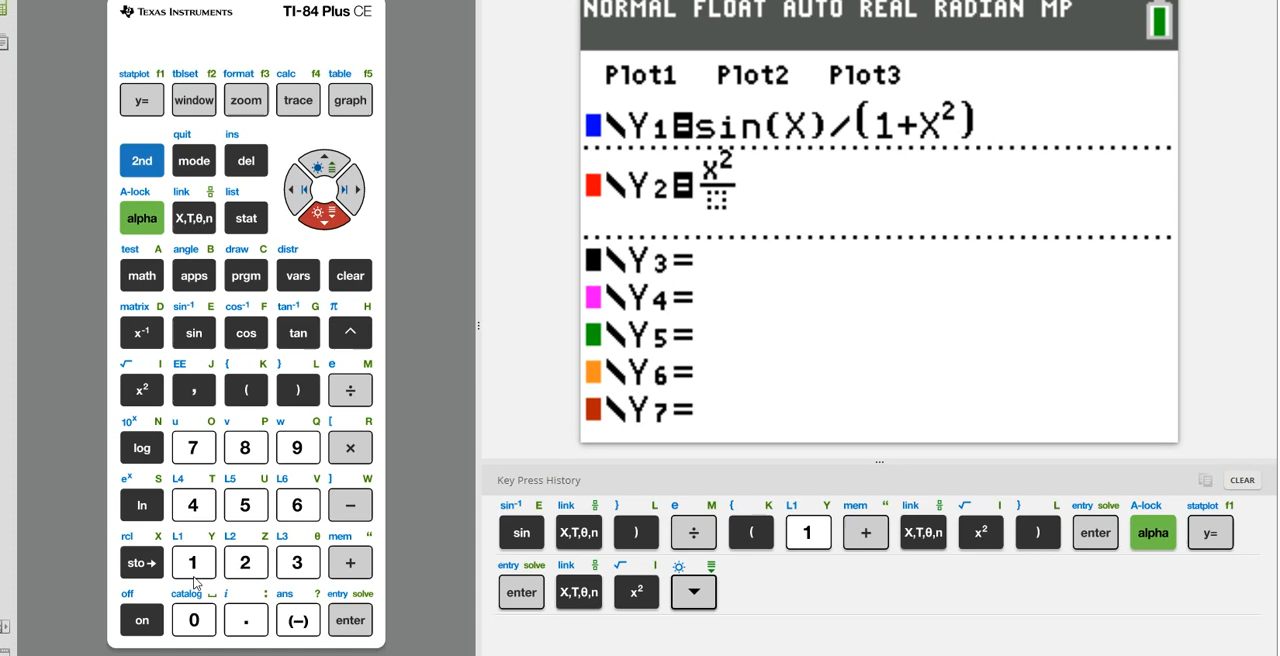 TEXAS INSTRUMENTS TI-84 Plus CE
statplot f1 tblset f2 format f3 calc f4 table f5
y= window zoom trace graph
quit ins
2nd mode del
A-lock link list
alpha X,T,θ,n stat
test A angle B draw C distr
math apps prgm vars clear
matrix D sin⁻¹ E cos⁻¹ F tan⁻¹ G π H
x⁻¹ sin cos tan ^
√ I EE J { K } L e M
x² , ( ) ÷
10ˣ N u O v P w Q [ R
log 7 8 9 ×
eˣ S L4 T L5 U L6 V ] W
ln 4 5 6 −
rcl X L1 Y L2 Z L3 θ mem “
sto→ 1 2 3 +
off catalog ⎵ i : ans ? entry solve
on 0 . (−) enter
NORMAL FLOAT AUTO REAL RADIAN MP
Plot1 Plot2 Plot3
\Y1=sin(X)/(1+X²)
\Y2=X²/
\Y3=
\Y4=
\Y5=
\Y6=
\Y7=
Key Press History CLEAR
sin⁻¹ E link } L e M { K L1 Y mem “ link √ I } L entry solve A-lock statplot f1
sin X,T,θ,n ) ÷ ( 1 + X,T,θ,n x² ) enter alpha y=
entry solve link √ I
enter X,T,θ,n x²